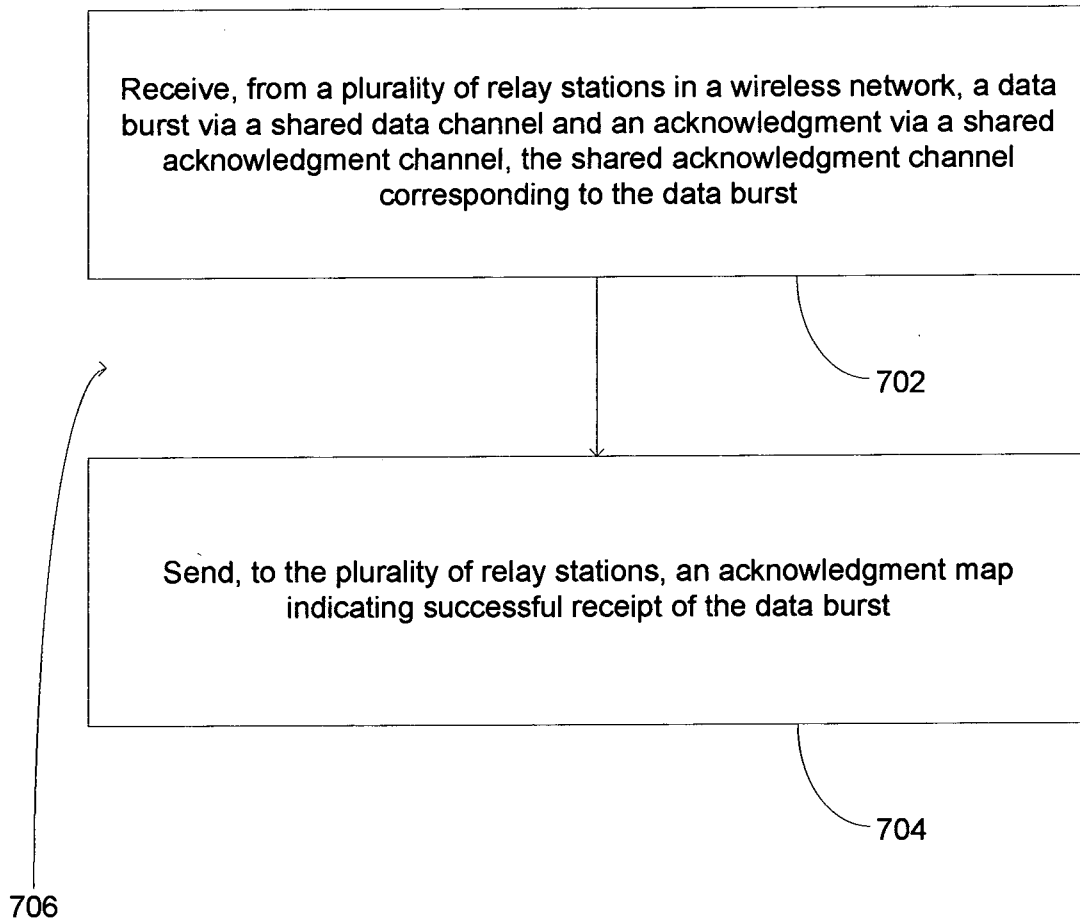 Receive, from a plurality of relay stations in a wireless network, a data
burst via a shared data channel and an acknowledgment via a shared
acknowledgment channel, the shared acknowledgment channel
corresponding to the data burst
702
Send, to the plurality of relay stations, an acknowledgment map
indicating successful receipt of the data burst
704
706